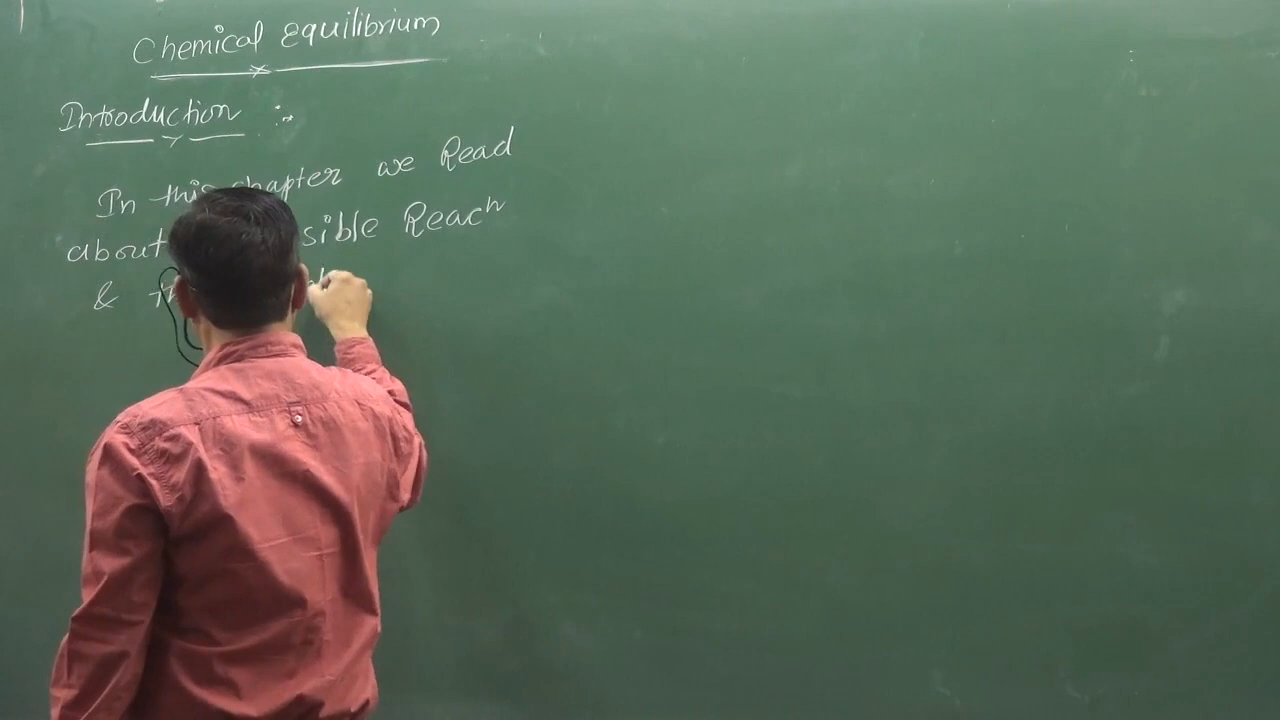 Chemical equilibrium
Introduction :-
In this chapter we Read
about sible Reach
&